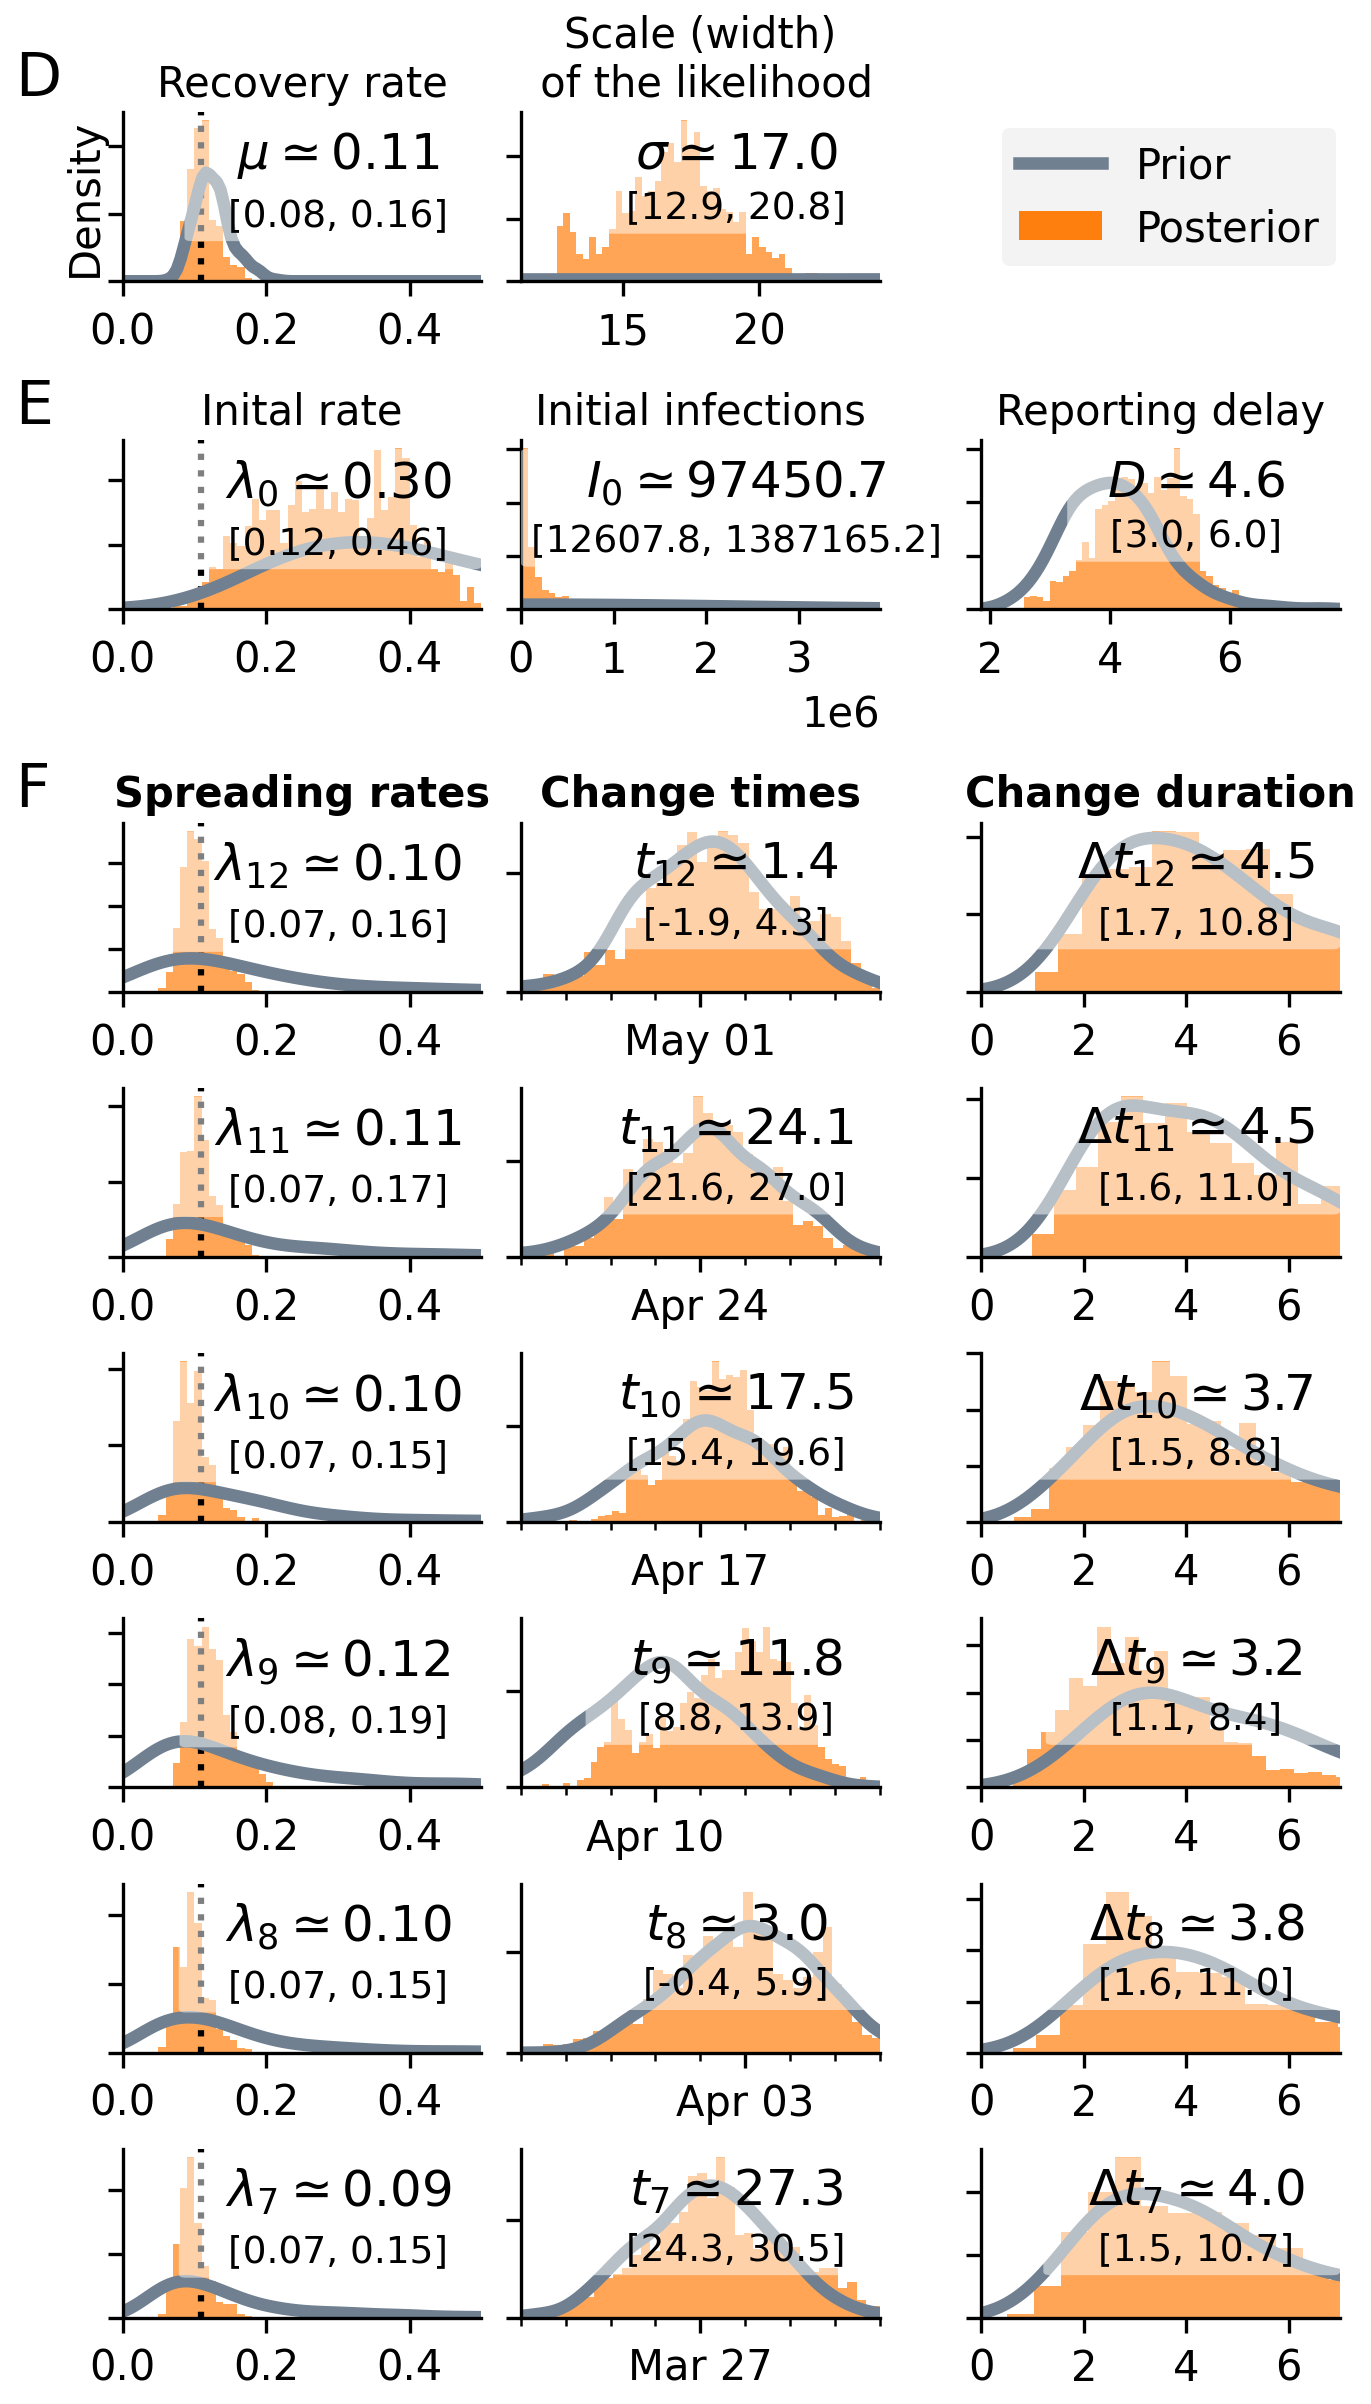 D
Recovery rate
Scale (width)
of the likelihood
Density
μ ≃ 0.11
[0.08, 0.16]
0.0 0.2 0.4
σ ≃ 17.0
[12.9, 20.8]
15 20
Prior
Posterior
E
Inital rate
Initial infections
Reporting delay
λ0 ≃ 0.30
[0.12, 0.46]
0.0 0.2 0.4
I0 ≃ 97450.7
[12607.8, 1387165.2]
0 1 2 3
1e6
D ≃ 4.6
[3.0, 6.0]
2 4 6
F
Spreading rates
Change times
Change duration
λ12 ≃ 0.10
[0.07, 0.16]
0.0 0.2 0.4
t12 ≃ 1.4
[-1.9, 4.3]
May 01
Δt12 ≃ 4.5
[1.7, 10.8]
0 2 4 6
λ11 ≃ 0.11
[0.07, 0.17]
0.0 0.2 0.4
t11 ≃ 24.1
[21.6, 27.0]
Apr 24
Δt11 ≃ 4.5
[1.6, 11.0]
0 2 4 6
λ10 ≃ 0.10
[0.07, 0.15]
0.0 0.2 0.4
t10 ≃ 17.5
[15.4, 19.6]
Apr 17
Δt10 ≃ 3.7
[1.5, 8.8]
0 2 4 6
λ9 ≃ 0.12
[0.08, 0.19]
0.0 0.2 0.4
t9 ≃ 11.8
[8.8, 13.9]
Apr 10
Δt9 ≃ 3.2
[1.1, 8.4]
0 2 4 6
λ8 ≃ 0.10
[0.07, 0.15]
0.0 0.2 0.4
t8 ≃ 3.0
[-0.4, 5.9]
Apr 03
Δt8 ≃ 3.8
[1.6, 11.0]
0 2 4 6
λ7 ≃ 0.09
[0.07, 0.15]
0.0 0.2 0.4
t7 ≃ 27.3
[24.3, 30.5]
Mar 27
Δt7 ≃ 4.0
[1.5, 10.7]
0 2 4 6